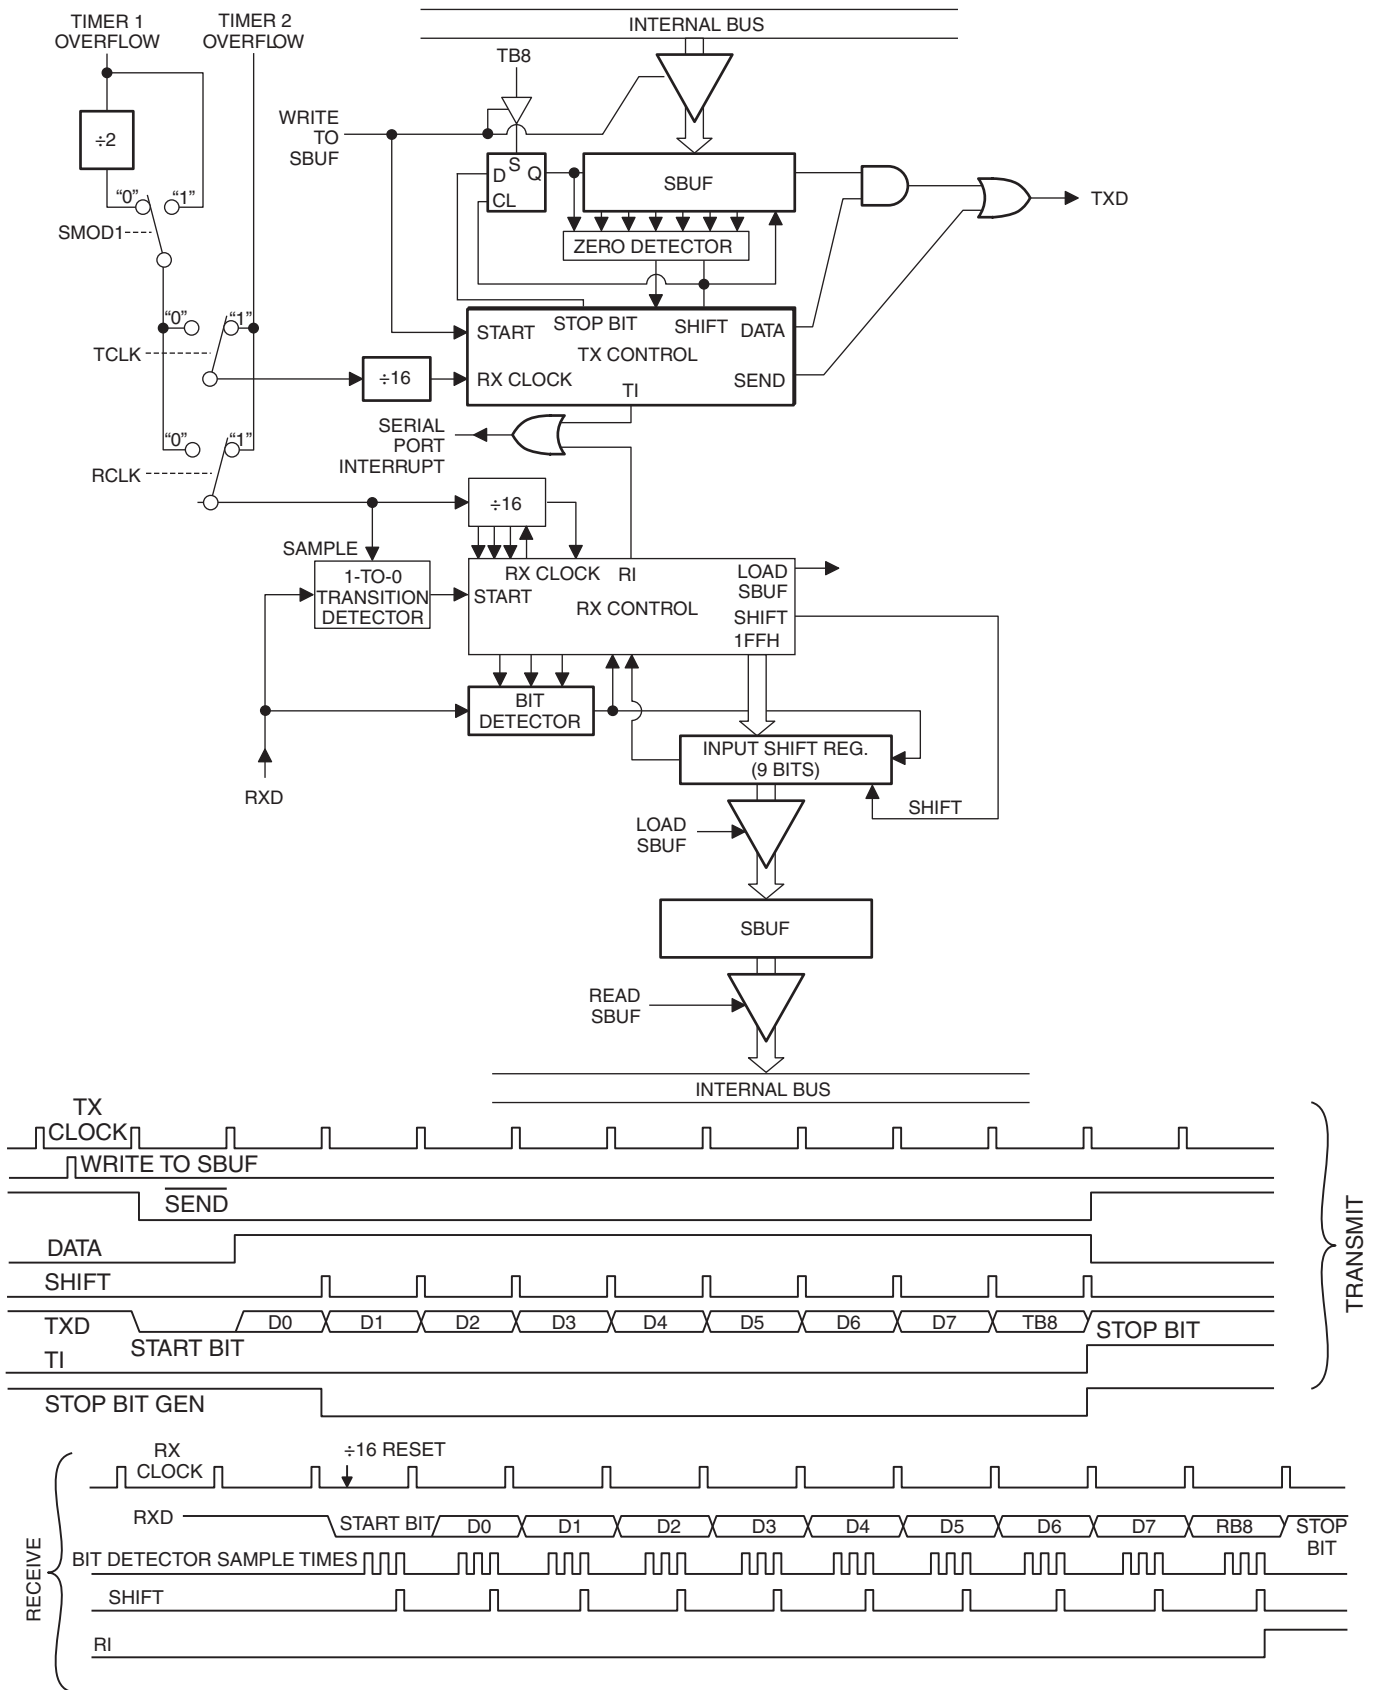 TIMER 1
OVERFLOW
TIMER 2
OVERFLOW
INTERNAL BUS
TB8
WRITE
TO
SBUF
÷2
"0"
"1"
SMOD1
D
S
Q
CL
SBUF
TXD
ZERO DETECTOR
"0"
"1"
TCLK
START
STOP BIT
SHIFT
DATA
TX CONTROL
÷16
RX CLOCK
TI
SEND
SERIAL
PORT
INTERRUPT
"0"
"1"
RCLK
÷16
SAMPLE
1-TO-0
TRANSITION
DETECTOR
RX CLOCK
RI
LOAD
SBUF
START
RX CONTROL
SHIFT
1FFH
BIT
DETECTOR
INPUT SHIFT REG.
(9 BITS)
RXD
SHIFT
LOAD
SBUF
SBUF
READ
SBUF
INTERNAL BUS
TX
CLOCK
WRITE TO SBUF
SEND
DATA
SHIFT
TXD
D0
D1
D2
D3
D4
D5
D6
D7
TB8
STOP BIT
START BIT
TI
STOP BIT GEN
TRANSMIT
RX
CLOCK
÷16 RESET
RXD
START BIT
D0
D1
D2
D3
D4
D5
D6
D7
RB8
STOP
BIT
BIT DETECTOR SAMPLE TIMES
SHIFT
RI
RECEIVE